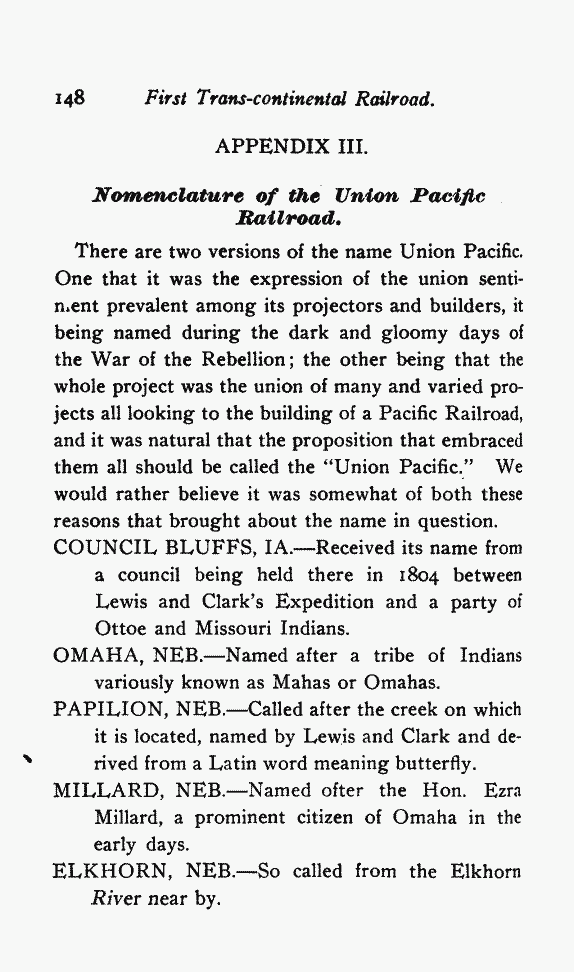 148 First Trans-continental Railroad.
APPENDIX III.
Nomenclature of the Union Pacific
Railroad.
There are two versions of the name Union Pacific.
One that it was the expression of the union senti-
n.ent prevalent among its projectors and builders, it
being named during the dark and gloomy days of
the War of the Rebellion; the other being that the
whole project was the union of many and varied pro-
jects all looking to the building of a Pacific Railroad,
and it was natural that the proposition that embraced
them all should be called the “Union Pacific.” We
would rather believe it was somewhat of both these
reasons that brought about the name in question.
COUNCIL BLUFFS, IA.—Received its name from
a council being held there in 1804 between
Lewis and Clark's Expedition and a party of
Ottoe and Missouri Indians.
OMAHA, NEB.—Named after a tribe of Indians
variously known as Mahas or Omahas.
PAPILION, NEB.—Called after the creek on which
it is located, named by Lewis and Clark and de-
rived from a Latin word meaning butterfly.
MILLARD, NEB.—Named ofter the Hon. Ezra
Millard, a prominent citizen of Omaha in the
early days.
ELKHORN, NEB.—So called from the Elkhorn
River near by.